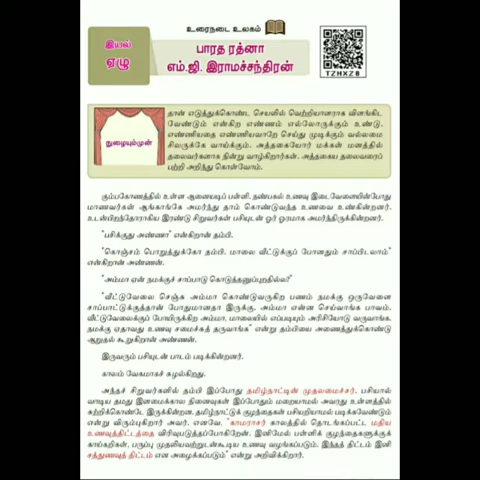 உரைநடை உலகம்
இயல்
ஏழு
பாரத ரத்னா
எம்.ஜி. இராமச்சந்திரன்
T2HXZ8
நுழையும்முன்
தான் எடுத்துக்கொண்ட செயலில் வெற்றியாளராக விளங்கிட
வேண்டும் என்கிற எண்ணம் எல்லோருக்கும் உண்டு.
எண்ணியதை எண்ணியவாறே செய்து முடிக்கும் வல்லமை
சிலருக்கே வாய்க்கும். அத்தகையோர் மக்கள் மனத்தில்
தலைவர்களாக நின்று வாழ்கிறார்கள். அத்தகைய தலைவரைப்
பற்றி அறிந்து கொள்வோம்.
கும்பகோணத்தில் உள்ள ஆனையடிப் பள்ளி. நண்பகல் உணவு இடைவேளையின்போது
மாணவர்கள் ஆங்காங்கே அமர்ந்து தாம் கொண்டுவந்த உணவை உண்கின்றனர்.
உடன்பிறந்தோராகிய இரண்டு சிறுவர்கள் பசியுடன் ஓர் ஓரமாக அமர்ந்திருக்கின்றனர்.
"பசிக்குது அண்ணா" என்கிறான் தம்பி.
"கொஞ்சம் பொறுத்துக்கோ தம்பி. மாலை வீட்டுக்குப் போனதும் சாப்பிடலாம்"
என்கிறான் அண்ணன்.
"அம்மா ஏன் நமக்குச் சாப்பாடு கொடுத்தனுப்புறதில்ல?"
"வீட்டுவேலை செஞ்சு அம்மா கொண்டுவருகிற பணம் நமக்கு ஒருவேளை
சாப்பாட்டுக்குத்தான் போதுமானதா இருக்கு. அம்மா என்ன செய்வாங்க பாவம்.
வீட்டுவேலைக்குப் போயிருக்கிற அம்மா, மாலையில் எப்படியும் அரிசியோடு வருவாங்க.
நமக்கு ஏதாவது உணவு சமைச்சுத் தருவாங்க" என்று தம்பியை அணைத்துக்கொண்டு
ஆறுதல் கூறுகிறான் அண்ணன்.
இருவரும் பசியுடன் பாடம் படிக்கின்றனர்.
காலம் வேகமாகச் சுழல்கிறது.
அந்தச் சிறுவர்களில் தம்பி இப்போது தமிழ்நாட்டின் முதலமைச்சர். பசியால்
வாடிய தமது இளமைக்கால நினைவுகள் இப்போதும் மறையாமல் அவரது உள்ளத்தில்
சுற்றிக்கொண்டே இருக்கின்றன. தமிழ்நாட்டுக் குழந்தைகள் பசியறியாமல் படிக்கவேண்டும்
என்று விரும்புகிறார் அவர். எனவே, "காமராசர் காலத்தில் தொடங்கப்பட்ட மதிய
உணவுத்திட்டத்தை விரிவுபடுத்தப்போகிறேன். இனிமேல் பள்ளிக் குழந்தைகளுக்குக்
காய்கறிகள், பருப்பு முதலியவற்றுடன்கூடிய உணவு வழங்கப்படும். இந்தத் திட்டம் இனி
சத்துணவுத் திட்டம் என அழைக்கப்படும்" என்று அறிவிக்கிறார்.